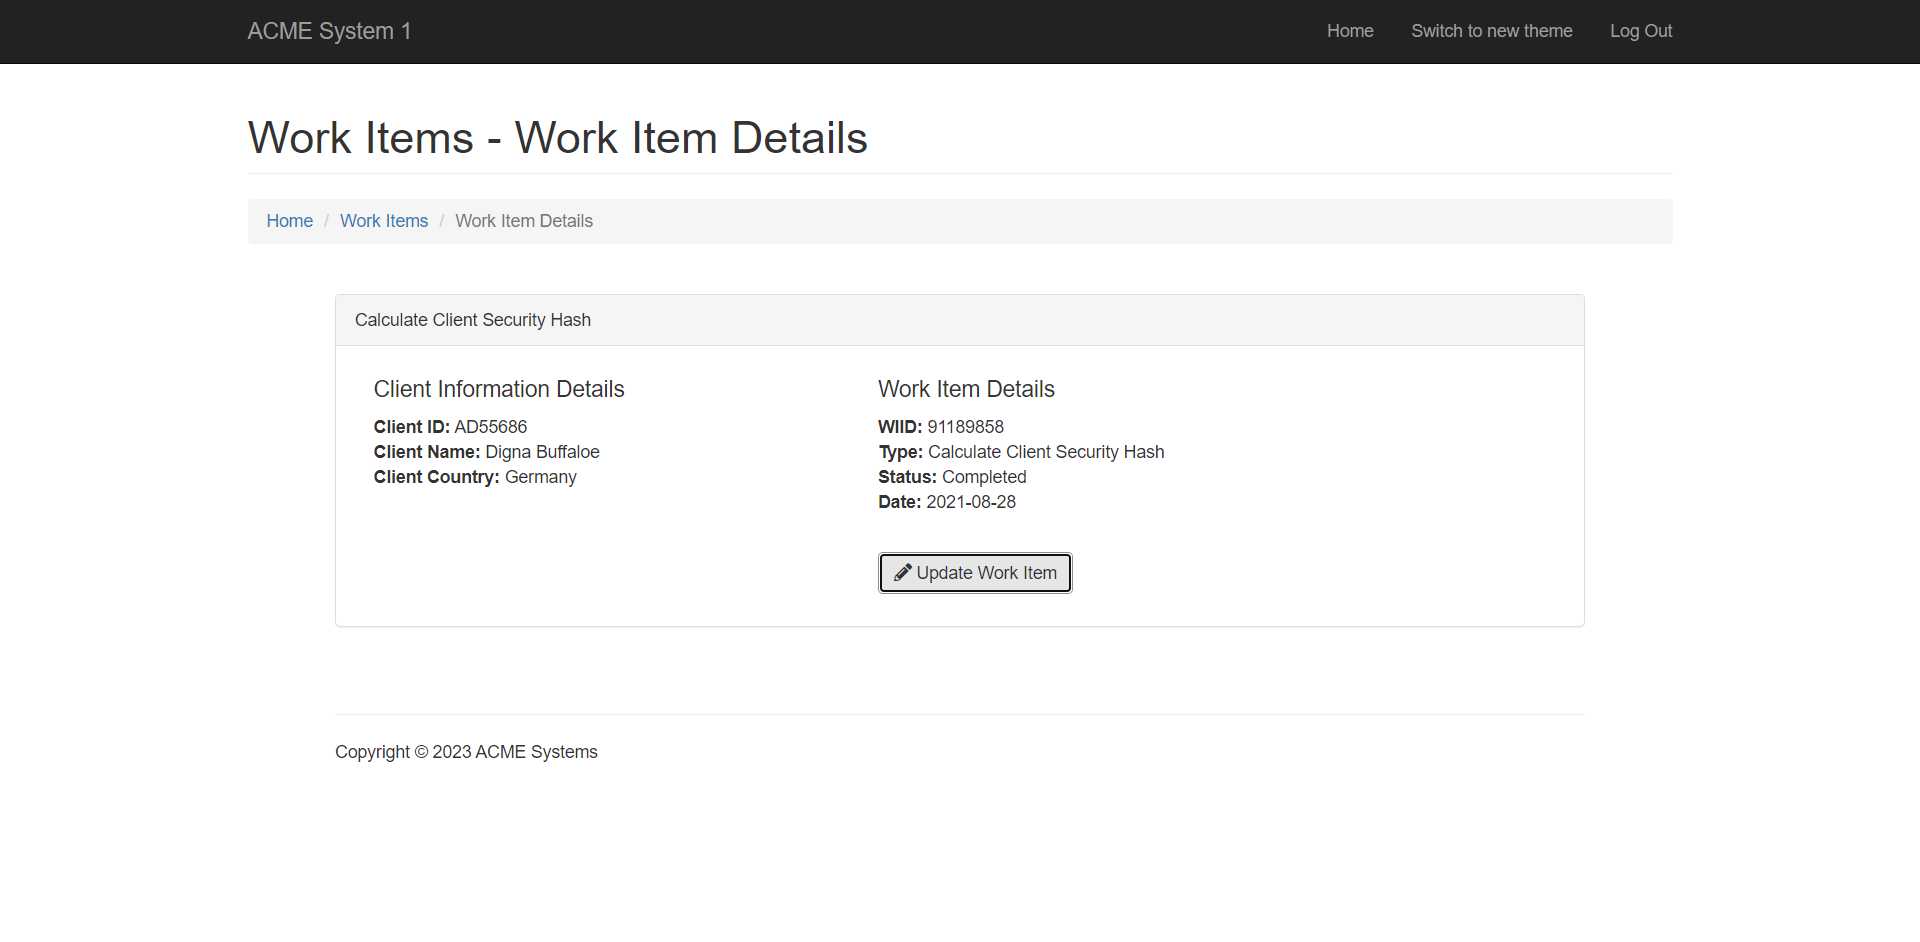 ACME System 1
Home
Switch to new theme
Log Out
Work Items - Work Item Details
Home / Work Items / Work Item Details
Calculate Client Security Hash
Client Information Details
Client ID: AD55686
Client Name: Digna Buffaloe
Client Country: Germany
Work Item Details
WIID: 91189858
Type: Calculate Client Security Hash
Status: Completed
Date: 2021-08-28
Update Work Item
Copyright © 2023 ACME Systems